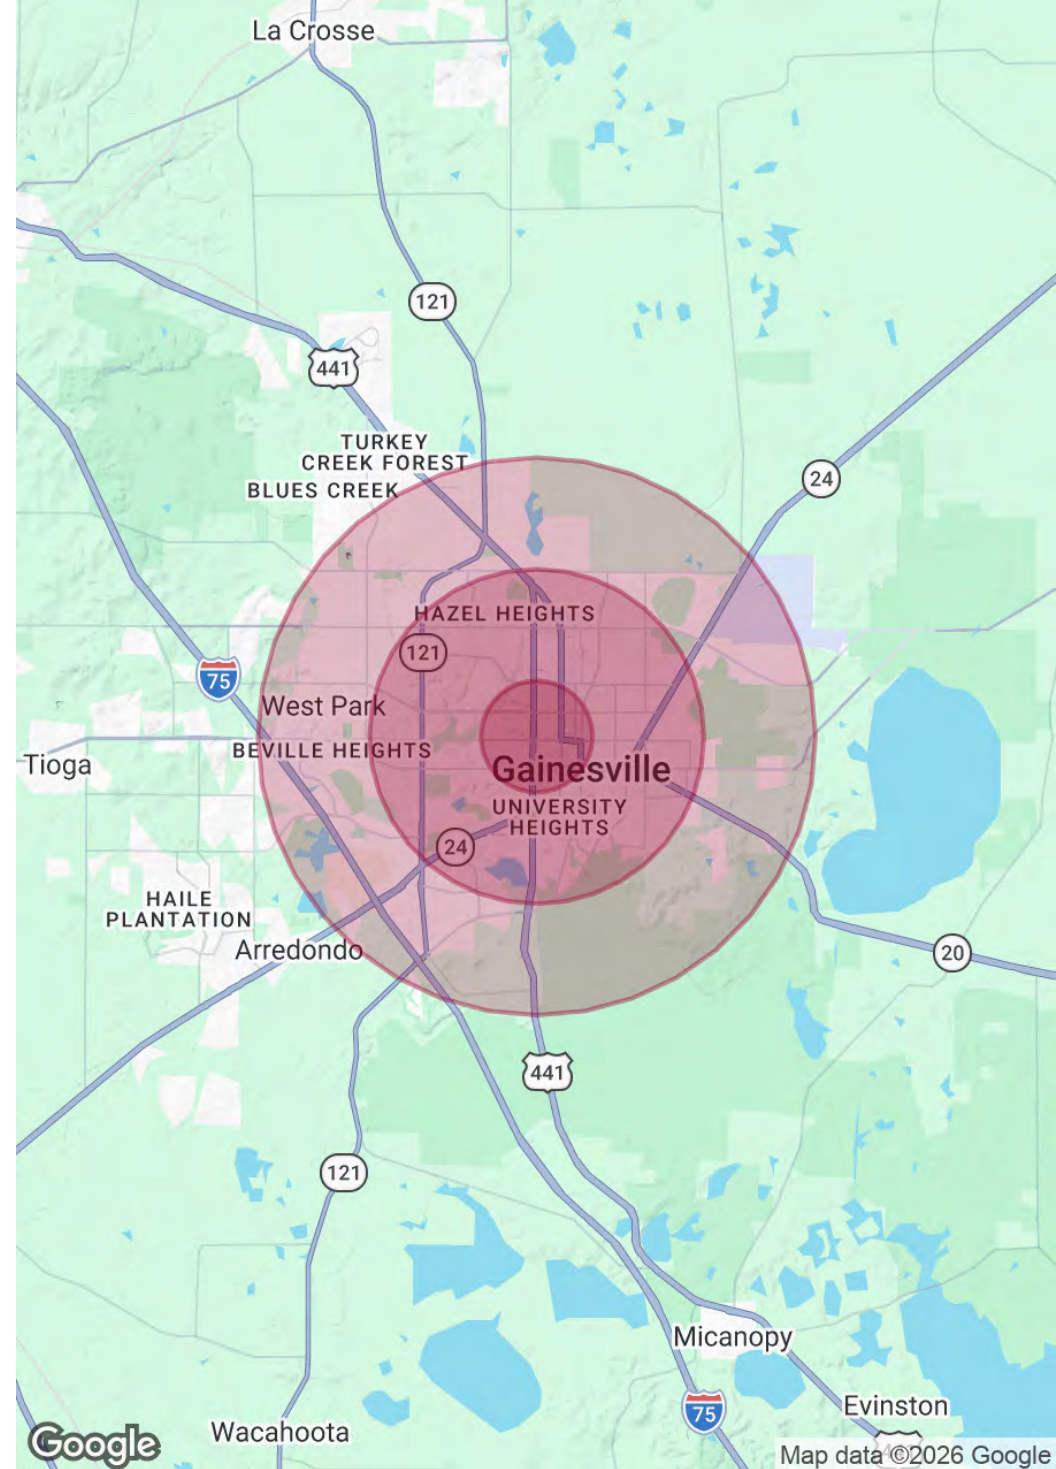 La Crosse
121
441
TURKEY
CREEK FOREST
BLUES CREEK
24
HAZEL HEIGHTS
121
75
West Park
BEVILLE HEIGHTS
Tioga
Gainesville
UNIVERSITY
HEIGHTS
24
HAILE
PLANTATION
Arredondo
20
441
121
Micanopy
75
Evinston
Wacahoota
441
Google
Map data ©2026 Google